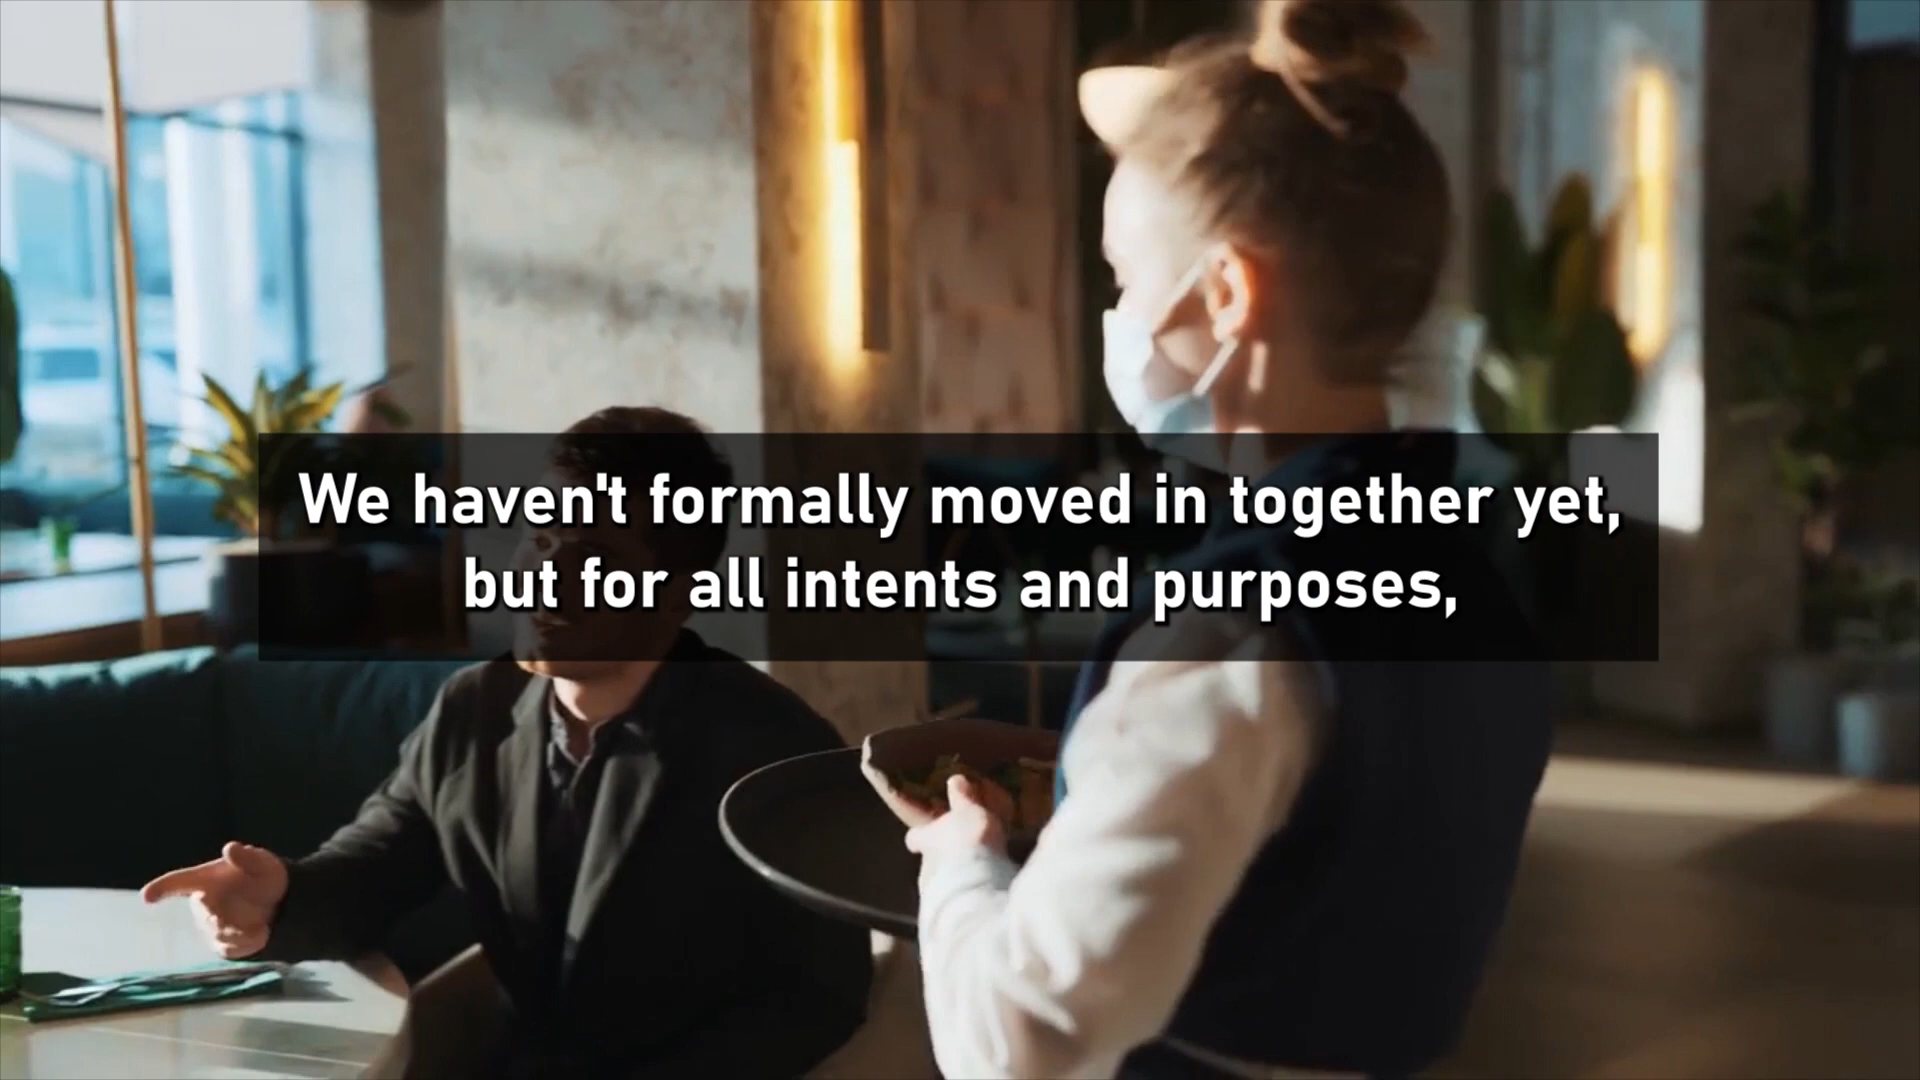 We haven't formally moved in together yet,
but for all intents and purposes,